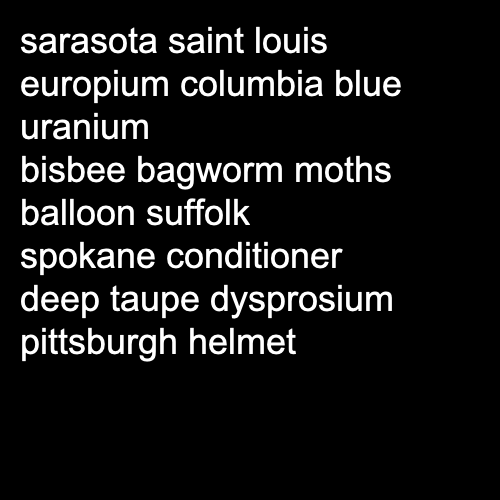 sarasota saint louis
europium columbia blue
uranium
bisbee bagworm moths
balloon suffolk
spokane conditioner
deep taupe dysprosium
pittsburgh helmet